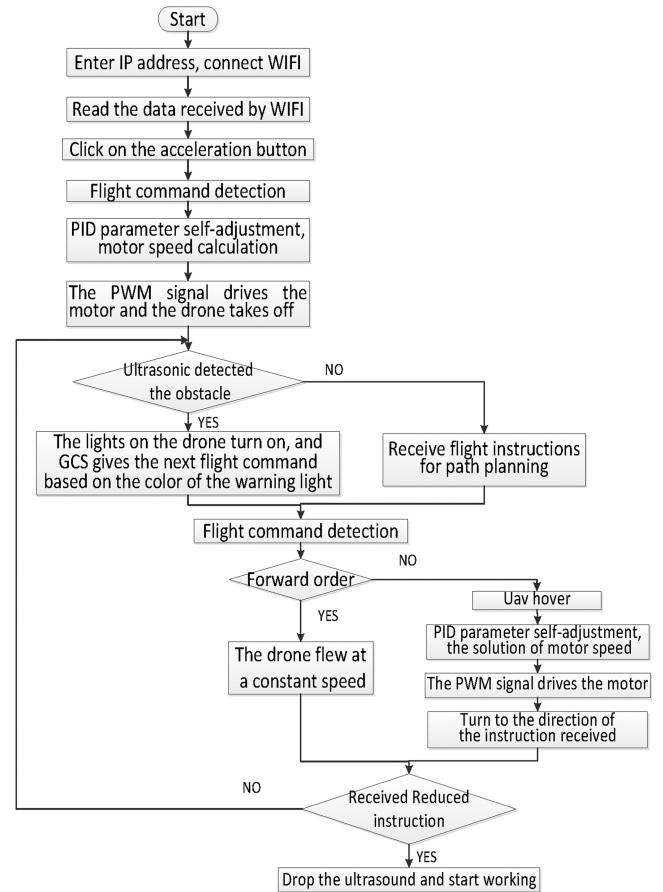 Start
Enter IP address, connect WIFI
Read the data received by WIFI
Click on the acceleration button
Flight command detection
PID parameter self-adjustment,
motor speed calculation
The PWM signal drives the
motor and the drone takes off
Ultrasonic detected
the obstacle
NO
YES
The lights on the drone turn on, and
GCS gives the next flight command
based on the color of the warning light
Receive flight instructions
for path planning
Flight command detection
Forward order
NO
YES
Uav hover
PID parameter self-adjustment,
the solution of motor speed
The drone flew at
a constant speed
The PWM signal drives the motor
Turn to the direction of
the instruction received
NO
Received Reduced
instruction
YES
Drop the ultrasound and start working